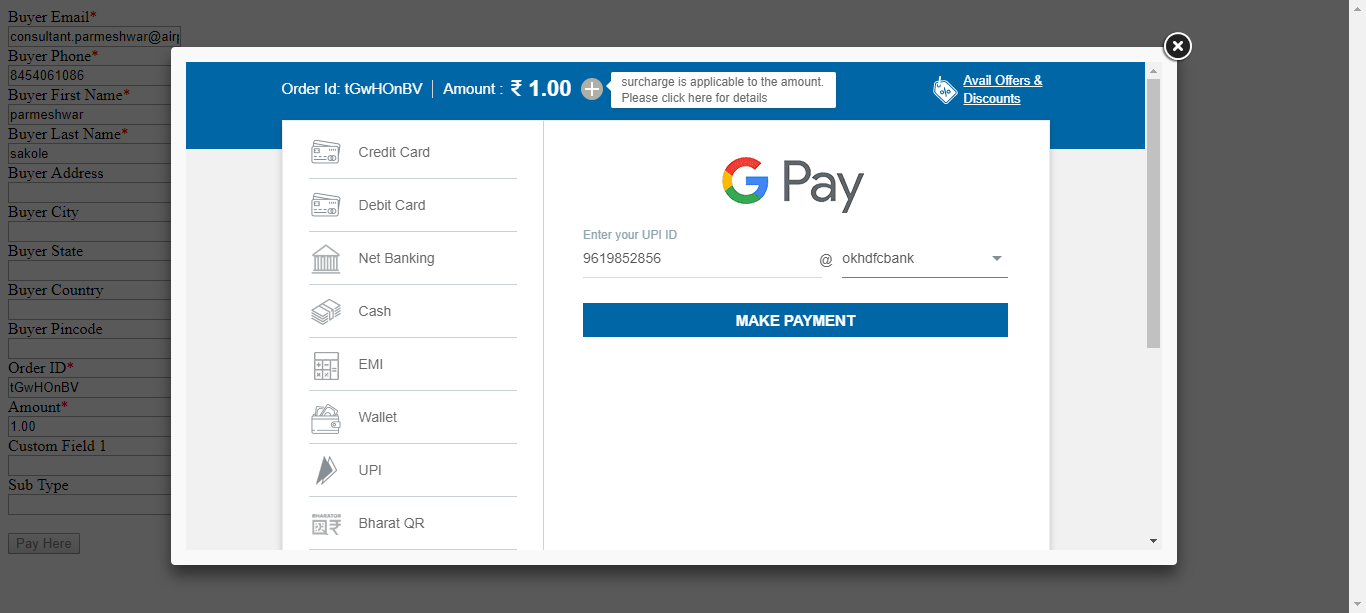 Buyer Email*
consultant.parmeshwar@air
Buyer Phone*
8454061086
Buyer First Name*
parmeshwar
Buyer Last Name*
sakole
Buyer Address
Buyer City
Buyer State
Buyer Country
Buyer Pincode
Order ID*
tGwHOnBV
Amount*
1.00
Custom Field 1
Sub Type
Pay Here
Order Id: tGwHOnBV | Amount : ₹ 1.00
surcharge is applicable to the amount.
Please click here for details
Avail Offers &
Discounts
Credit Card
Debit Card
Net Banking
Cash
EMI
Wallet
UPI
BHARATQR
Bharat QR
G Pay
Enter your UPI ID
9619852856 @ okhdfcbank
MAKE PAYMENT